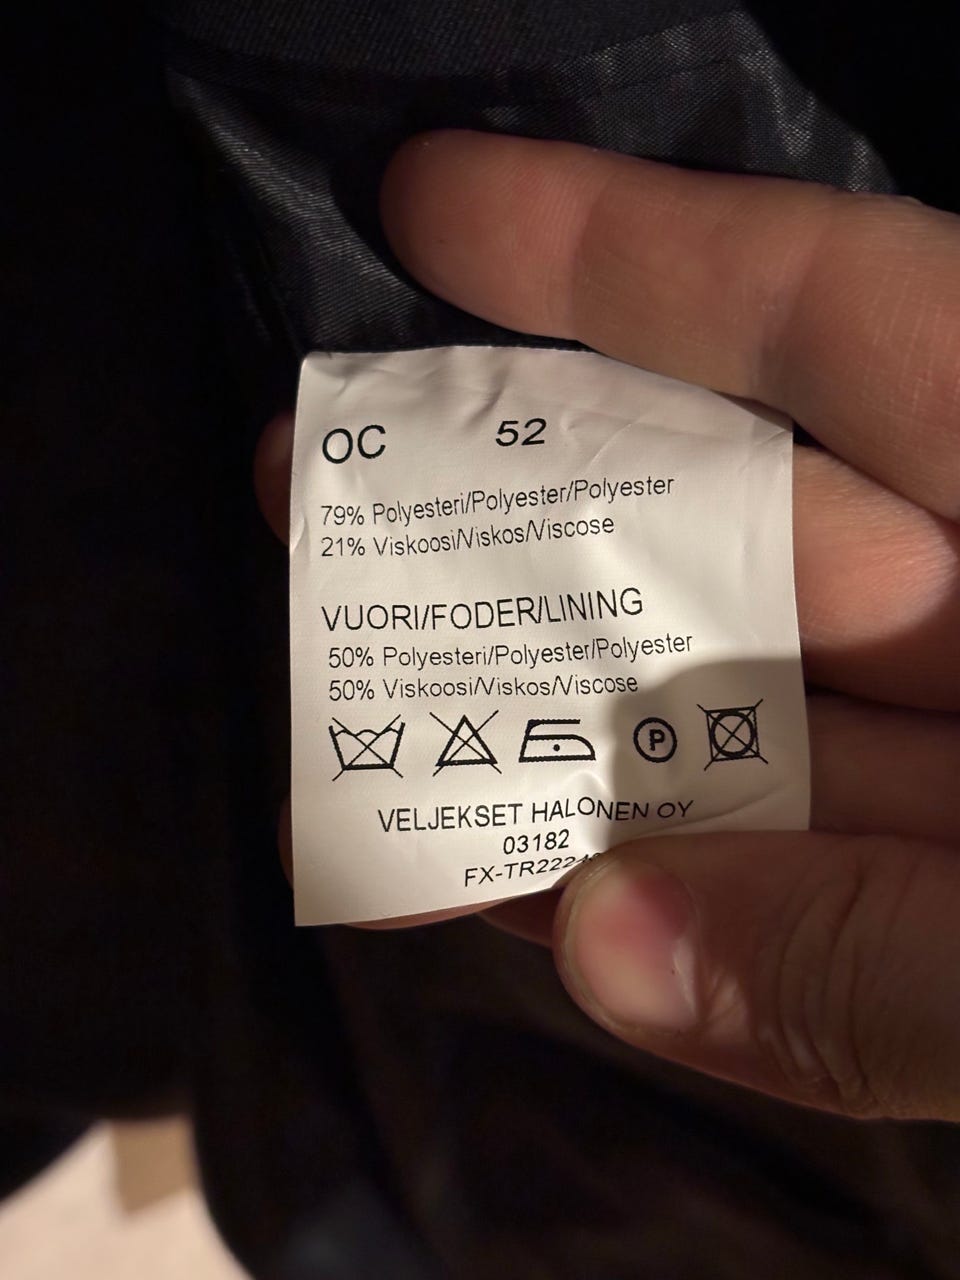 OC 52
79% Polyesteri/Polyester/Polyester
21% Viskoosi/Viskos/Viscose
VUORI/FODER/LINING
50% Polyesteri/Polyester/Polyester
50% Viskoosi/Viskos/Viscose
P
VELJEKSET HALONEN OY
03182